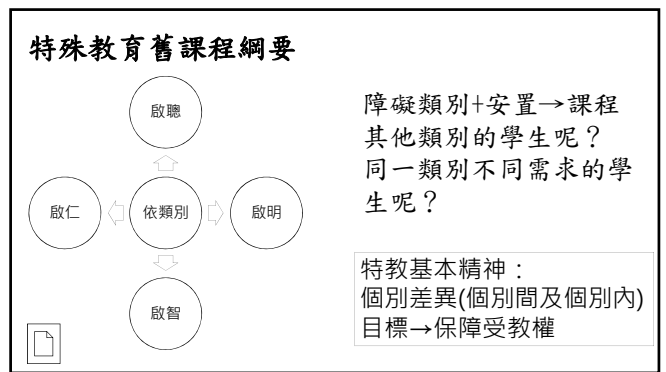 特殊教育舊課程綱要
啟聰
啟仁
依類別
啟明
啟智
障礙類別+安置→課程
其他類別的學生呢？
同一類別不同需求的學
生呢？
特教基本精神：
個別差異(個別間及個別內)
目標→保障受教權